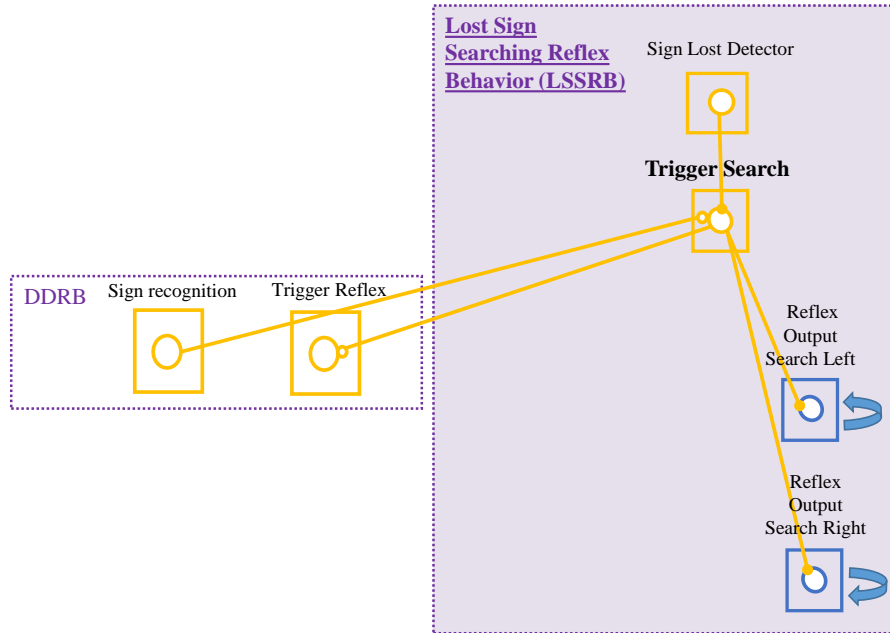 Lost Sign
Searching Reflex
Behavior (LSSRB)
Sign Lost Detector
Trigger Search
DDRB
Sign recognition
Trigger Reflex
Reflex
Output
Search Left
Reflex
Output
Search Right